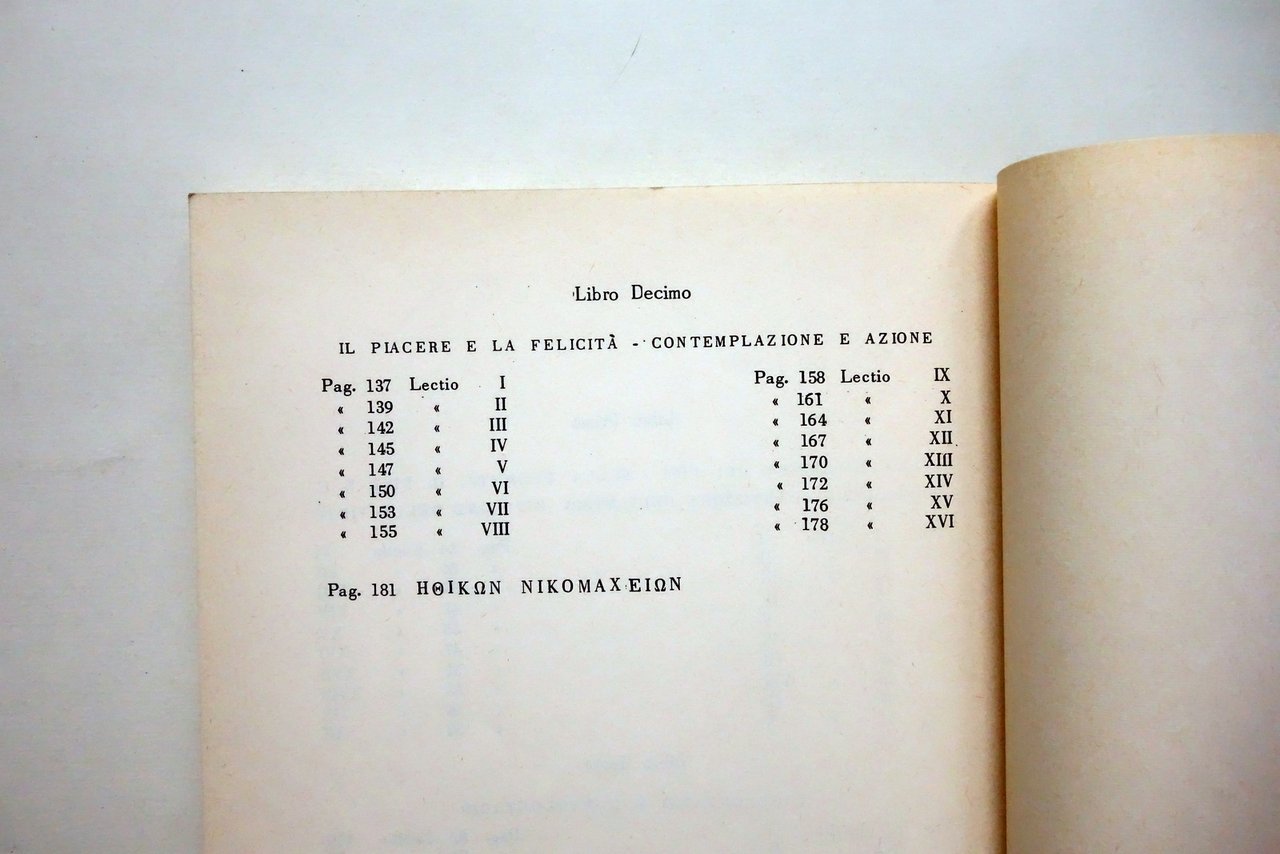 Libro Decimo
IL PIACERE E LA FELICITÀ - CONTEMPLAZIONE E AZIONE
Pag. 137 Lectio I
« 139 « II
« 142 « III
« 145 « IV
« 147 « V
« 150 « VI
« 153 « VII
« 155 « VIII
Pag. 158 Lectio IX
« 161 « X
« 164 « XI
« 167 « XII
« 170 « XIII
« 172 « XIV
« 176 « XV
« 178 « XVI
Pag. 181 ΗΘΙΚΩΝ ΝΙΚΟΜΑΧΕΙΩΝ